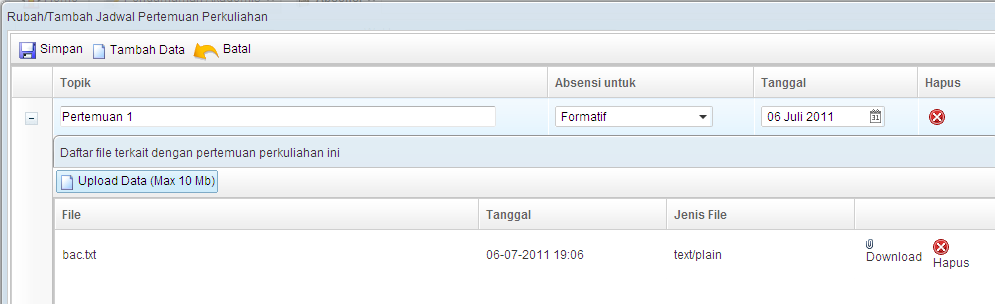 Rubah/Tambah Jadwal Pertemuan Perkuliahan
Simpan Tambah Data Batal
Topik Absensi untuk Tanggal Hapus
Pertemuan 1 Formatif 06 Juli 2011 31
Daftar file terkait dengan pertemuan perkuliahan ini
Upload Data (Max 10 Mb)
File Tanggal Jenis File
bac.txt 06-07-2011 19:06 text/plain Download Hapus